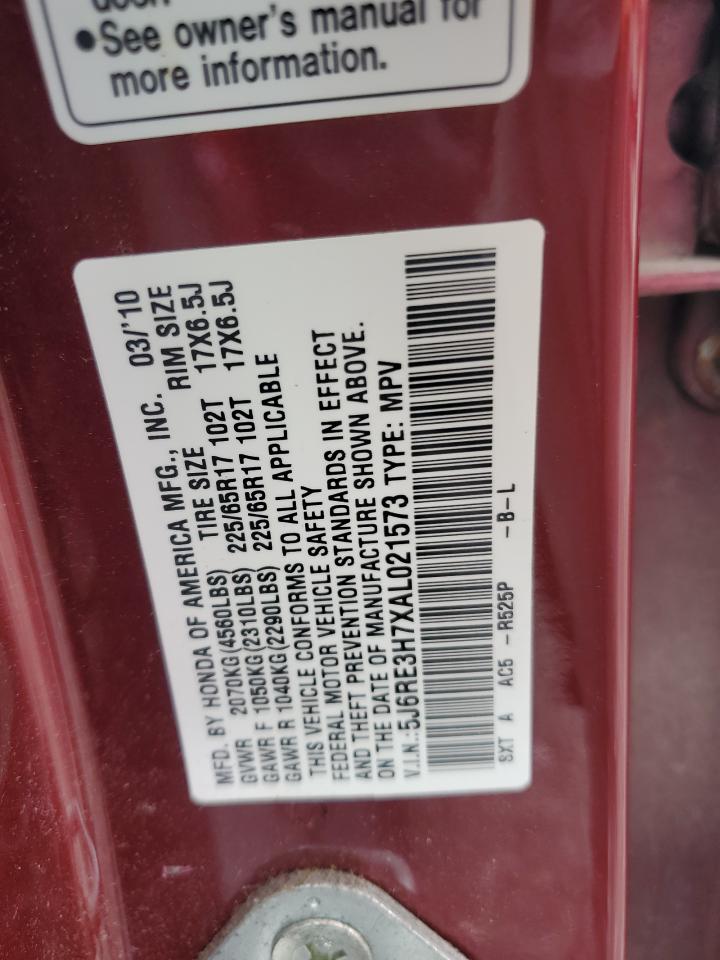 •See owner's manual for
more information.
MFD. BY HONDA OF AMERICA MFG., INC. 03/'10
GVWR 2070KG(4560LBS) TIRE SIZE RIM SIZE
GAWR F 1050KG(2310LBS) 225/65R17 102T 17X6.5J
GAWR R 1040KG(2290LBS) 225/65R17 102T 17X6.5J
THIS VEHICLE CONFORMS TO ALL APPLICABLE
FEDERAL MOTOR VEHICLE SAFETY
AND THEFT PREVENTION STANDARDS IN EFFECT
ON THE DATE OF MANUFACTURE SHOWN ABOVE.
V.I.N.:5J6RE3H7XAL021573 TYPE: MPV
SXT A AC5 -R525P -B-L